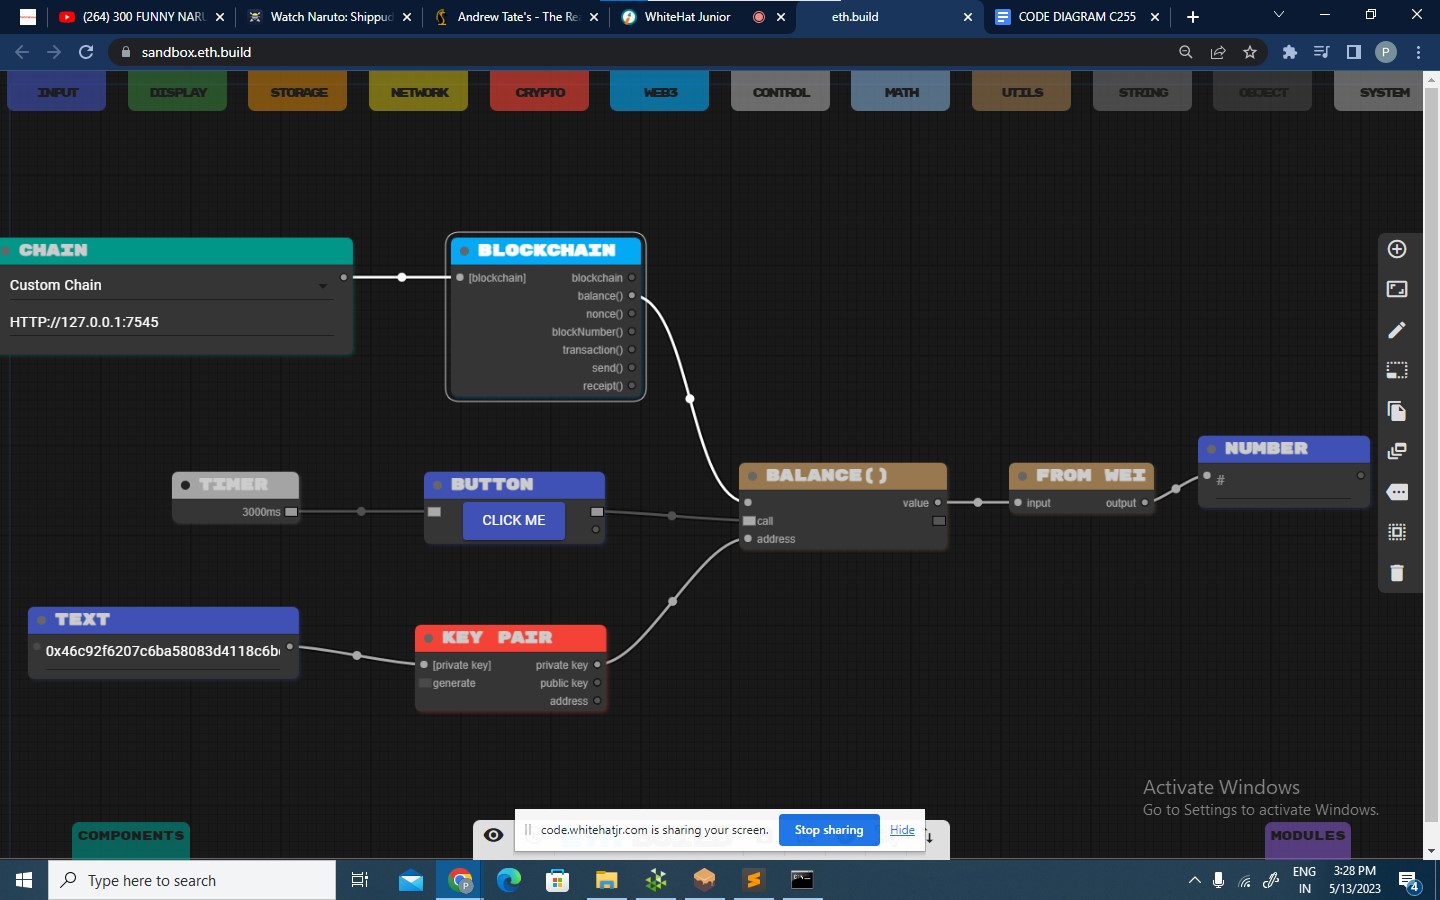 (264) 300 FUNNY NARU
Watch Naruto: Shippud
Andrew Tate's - The Re
WhiteHat Junior
eth.build
CODE DIAGRAM C255
sandbox.eth.build
P
INPUT
DISPLAY
STORAGE
NETWORK
CRYPTO
WEB3
CONTROL
MATH
UTILS
STRING
OBJECT
SYSTEM
CHAIN
Custom Chain
HTTP://127.0.0.1:7545
BLOCKCHAIN
[blockchain] blockchain
balance()
nonce()
blockNumber()
transaction()
send()
receipt()
TIMER
3000ms
BUTTON
CLICK ME
BALANCE()
value
call
address
FROM WEI
input output
NUMBER
#
TEXT
0x46c92f6207c6ba58083d4118c6b
KEY PAIR
[private key] private key
generate public key
address
Activate Windows
Go to Settings to activate Windows.
COMPONENTS
code.whitehatjr.com is sharing your screen.
Stop sharing
Hide
MODULES
Type here to search
P
ENG
IN
3:28 PM
5/13/2023
4